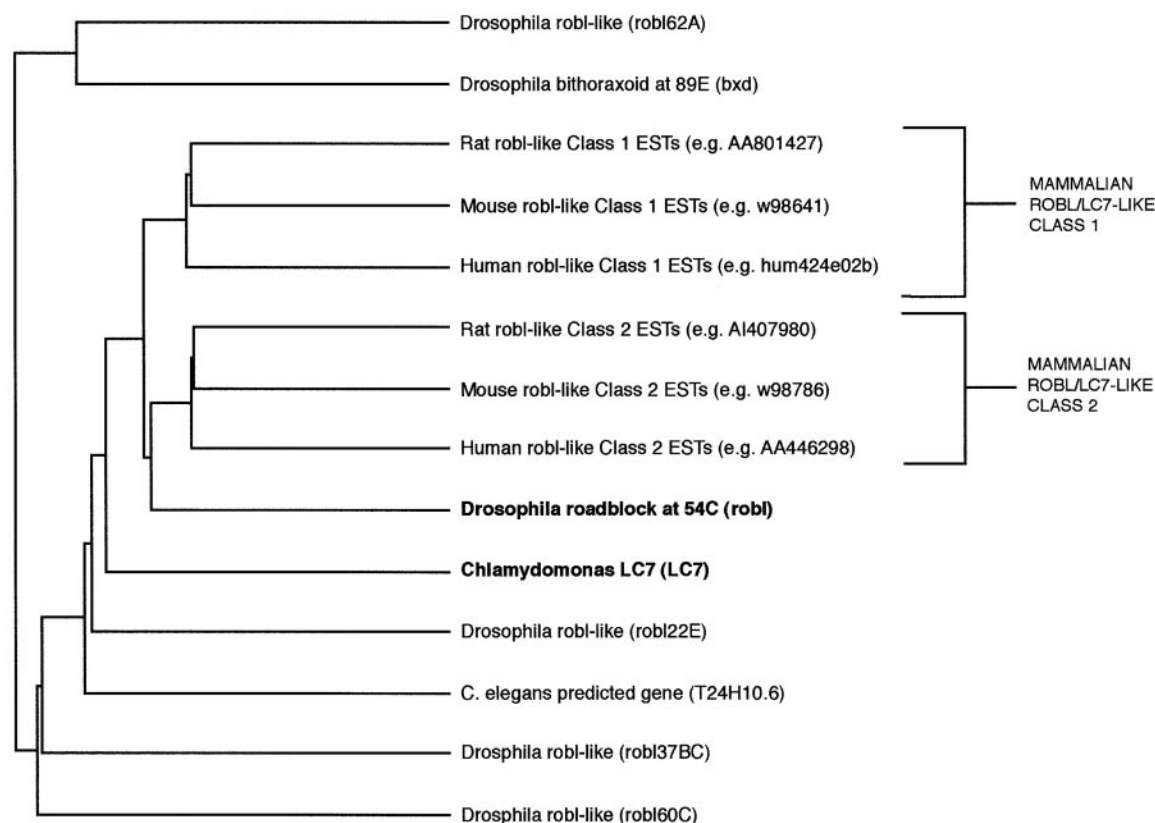 Drosophila robl-like (robl62A)
Drosophila bithoraxoid at 89E (bxd)
Rat robl-like Class 1 ESTs (e.g. AA801427)
Mouse robl-like Class 1 ESTs (e.g. w98641)
Human robl-like Class 1 ESTs (e.g. hum424e02b)
MAMMALIAN
ROBL/LC7-LIKE
CLASS 1
Rat robl-like Class 2 ESTs (e.g. AI407980)
Mouse robl-like Class 2 ESTs (e.g. w98786)
Human robl-like Class 2 ESTs (e.g. AA446298)
MAMMALIAN
ROBL/LC7-LIKE
CLASS 2
Drosophila roadblock at 54C (robl)
Chlamydomonas LC7 (LC7)
Drosophila robl-like (robl22E)
C. elegans predicted gene (T24H10.6)
Drosphila robl-like (robl37BC)
Drosphila robl-like (robl60C)